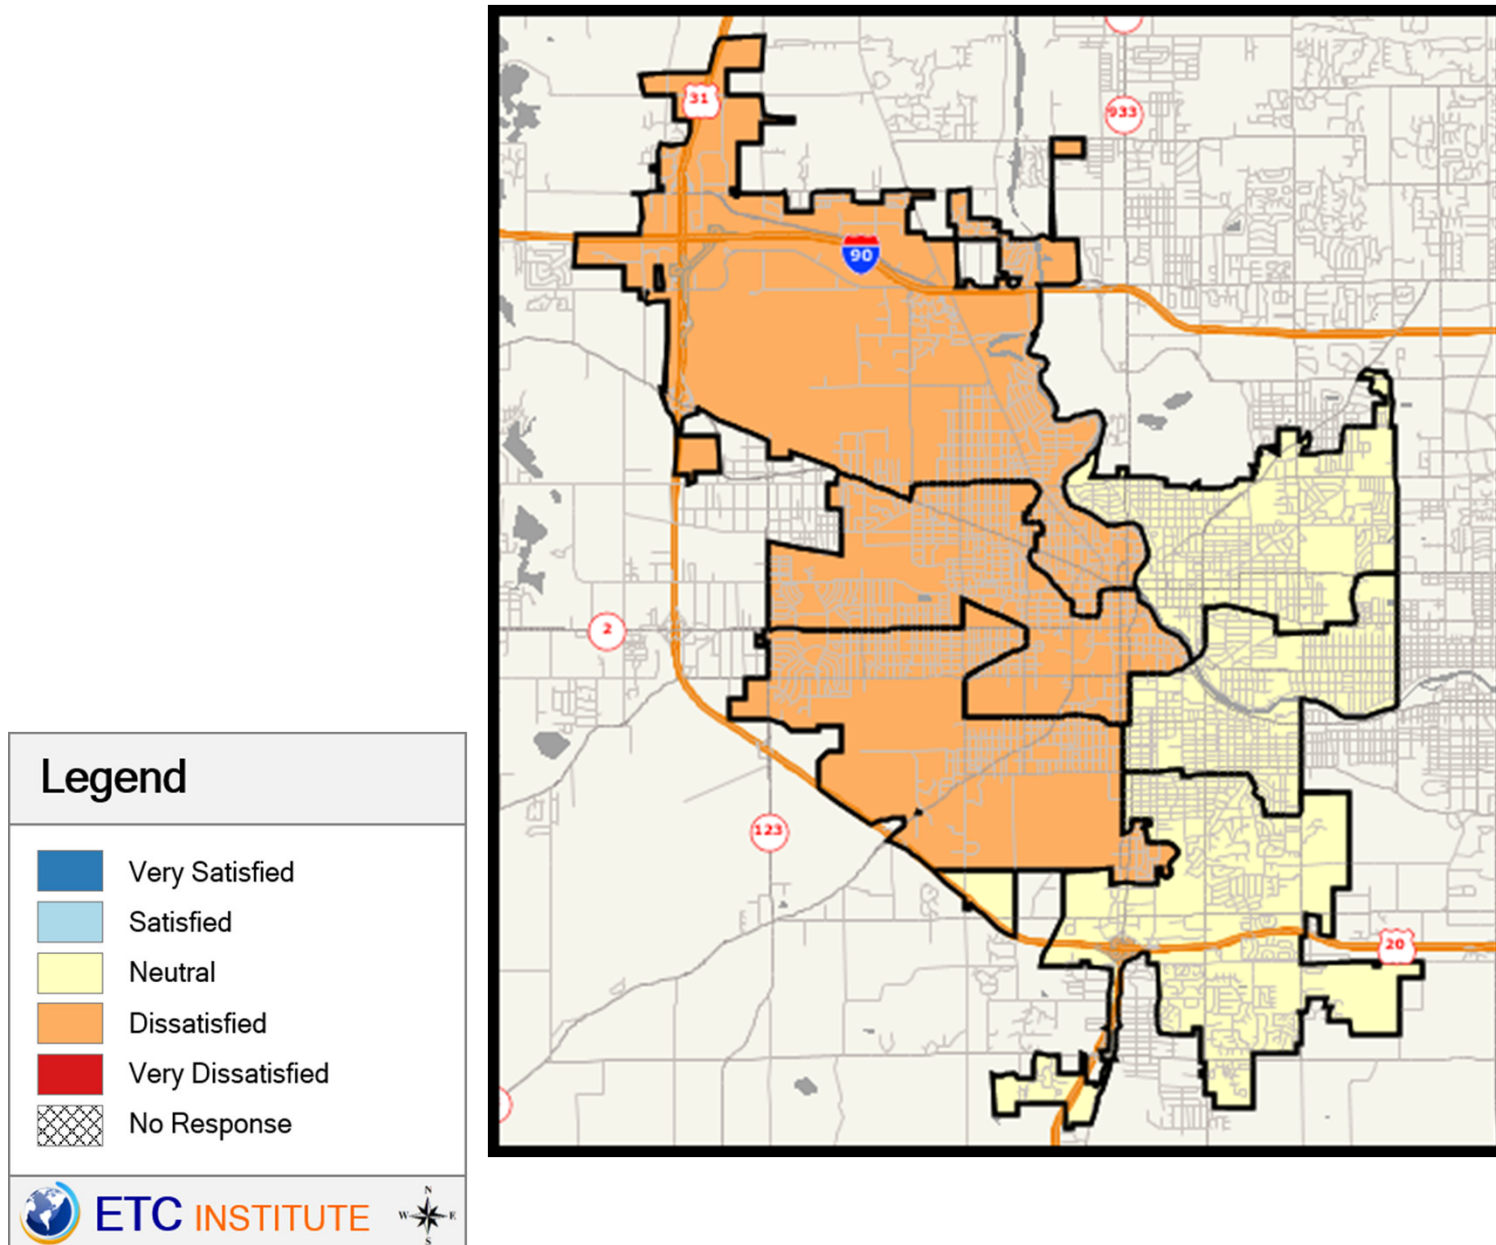 31
933
90
2
123
20
Legend
Very Satisfied
Satisfied
Neutral
Dissatisfied
Very Dissatisfied
No Response
ETC INSTITUTE
N
W E
S